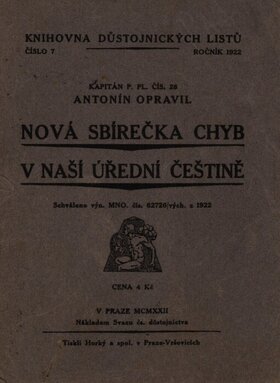 KNIHOVNA DŮSTOJNICKÝCH LISTŮ
ČÍSLO 7 ROČNÍK 1922
KAPITÁN P. PL. ČÍS. 28
ANTONÍN OPRAVIL
NOVÁ SBÍREČKA CHYB
V NAŠÍ ÚŘEDNÍ ČEŠTINĚ
Schváleno výn. MNO. čís. 62726/vých. z 1922
CENA 4 Kč
V PRAZE MCMXXII
Nákladem Svazu čs. důstojnictva
Tiskli Horký a spol. v Praze-Vršovicích